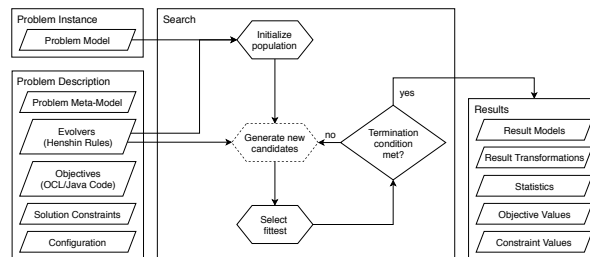 Problem Instance
Problem Model
Problem Description
Problem Meta-Model
Evolvers
(Henshin Rules)
Objectives
(OCL/Java Code)
Solution Constraints
Configuration
Search
Initialize
population
Generate new
candidates
Select
fittest
no
Termination
condition
met?
yes
Results
Result Models
Result Transformations
Statistics
Objective Values
Constraint Values